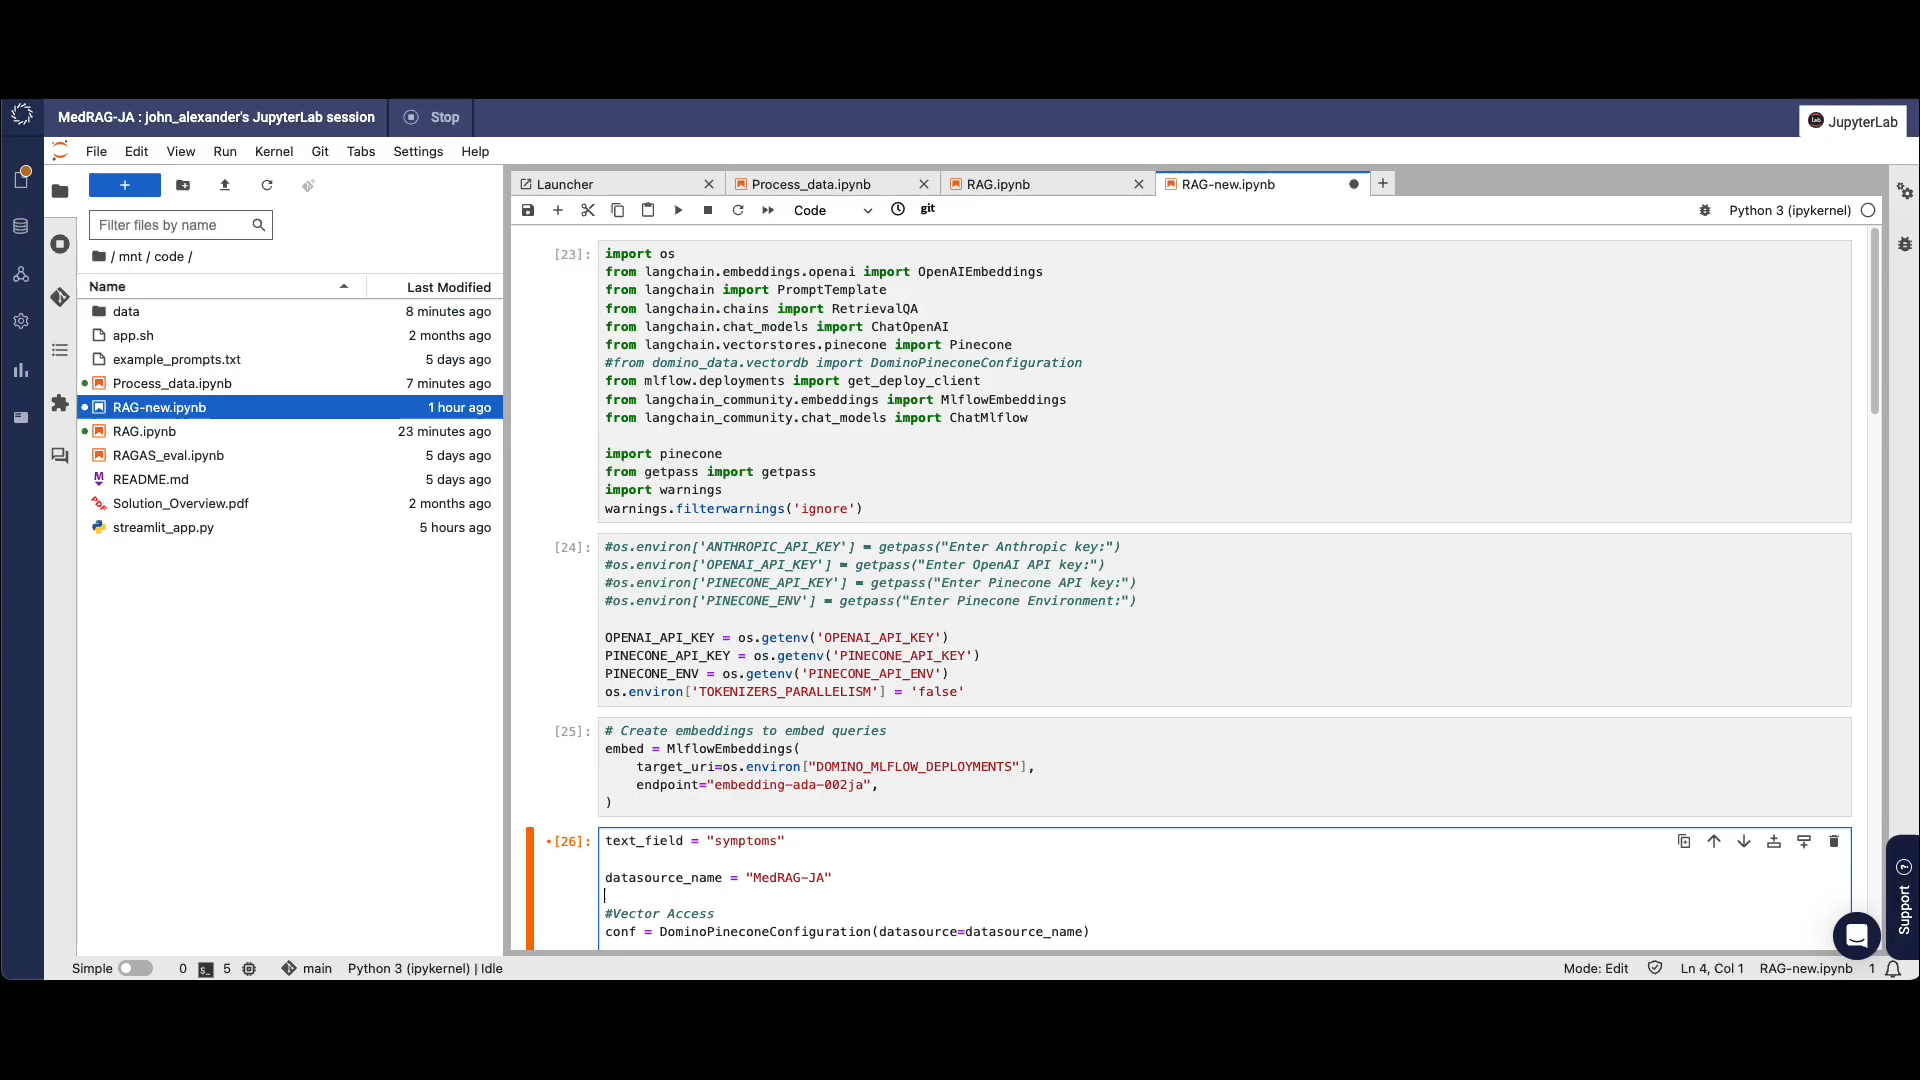 MedRAG-JA : john_alexander's JupyterLab session
Stop
JupyterLab
File Edit View Run Kernel Git Tabs Settings Help
Filter files by name
/ mnt / code /
Name Last Modified
data 8 minutes ago
app.sh 2 months ago
example_prompts.txt 5 days ago
Process_data.ipynb 7 minutes ago
RAG-new.ipynb 1 hour ago
RAG.ipynb 23 minutes ago
RAGAS_eval.ipynb 5 days ago
README.md 5 days ago
Solution_Overview.pdf 2 months ago
streamlit_app.py 5 hours ago
Launcher Process_data.ipynb RAG.ipynb RAG-new.ipynb
Code git Python 3 (ipykernel)
[23]: import os
from langchain.embeddings.openai import OpenAIEmbeddings
from langchain import PromptTemplate
from langchain.chains import RetrievalQA
from langchain.chat_models import ChatOpenAI
from langchain.vectorstores.pinecone import Pinecone
#from domino_data.vectordb import DominoPineconeConfiguration
from mlflow.deployments import get_deploy_client
from langchain_community.embeddings import MlflowEmbeddings
from langchain_community.chat_models import ChatMlflow
import pinecone
from getpass import getpass
import warnings
warnings.filterwarnings('ignore')
[24]: #os.environ['ANTHROPIC_API_KEY'] = getpass("Enter Anthropic key:")
#os.environ['OPENAI_API_KEY'] = getpass("Enter OpenAI API key:")
#os.environ['PINECONE_API_KEY'] = getpass("Enter Pinecone API key:")
#os.environ['PINECONE_ENV'] = getpass("Enter Pinecone Environment:")
OPENAI_API_KEY = os.getenv('OPENAI_API_KEY')
PINECONE_API_KEY = os.getenv('PINECONE_API_KEY')
PINECONE_ENV = os.getenv('PINECONE_API_ENV')
os.environ['TOKENIZERS_PARALLELISM'] = 'false'
[25]: # Create embeddings to embed queries
embed = MlflowEmbeddings(
target_uri=os.environ["DOMINO_MLFLOW_DEPLOYMENTS"],
endpoint="embedding-ada-002ja",
)
[26]: text_field = "symptoms"
datasource_name = "MedRAG-JA"
#Vector Access
conf = DominoPineconeConfiguration(datasource=datasource_name)
Support
Simple 0 5 main Python 3 (ipykernel) | Idle Mode: Edit Ln 4, Col 1 RAG-new.ipynb 1